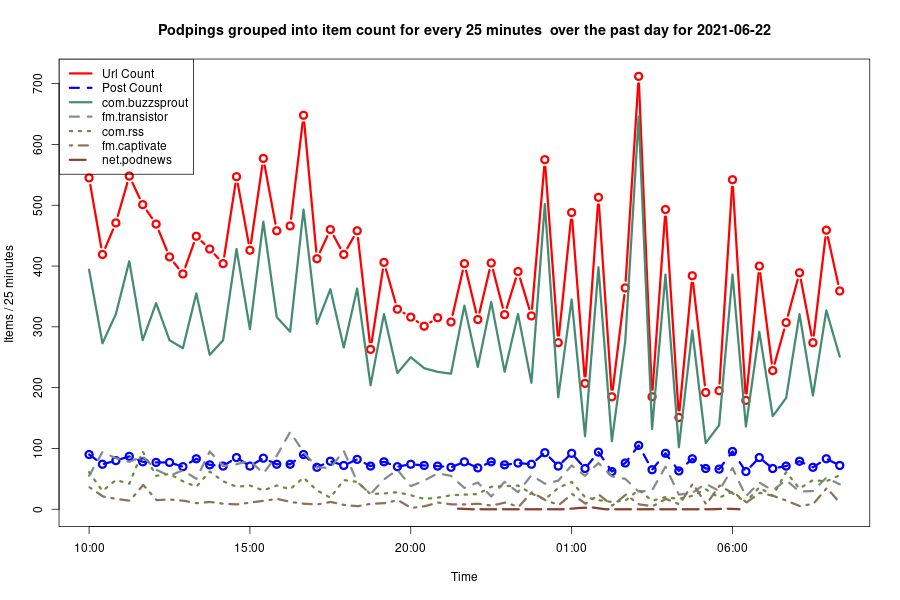 Podpings grouped into item count for every 25 minutes  over the past day for 2021-06-22
Url Count
Post Count
com.buzzsprout
fm.transistor
com.rss
fm.captivate
net.podnews
Items / 25 minutes
700
600
500
400
300
200
100
0
10:00
15:00
20:00
01:00
06:00
Time